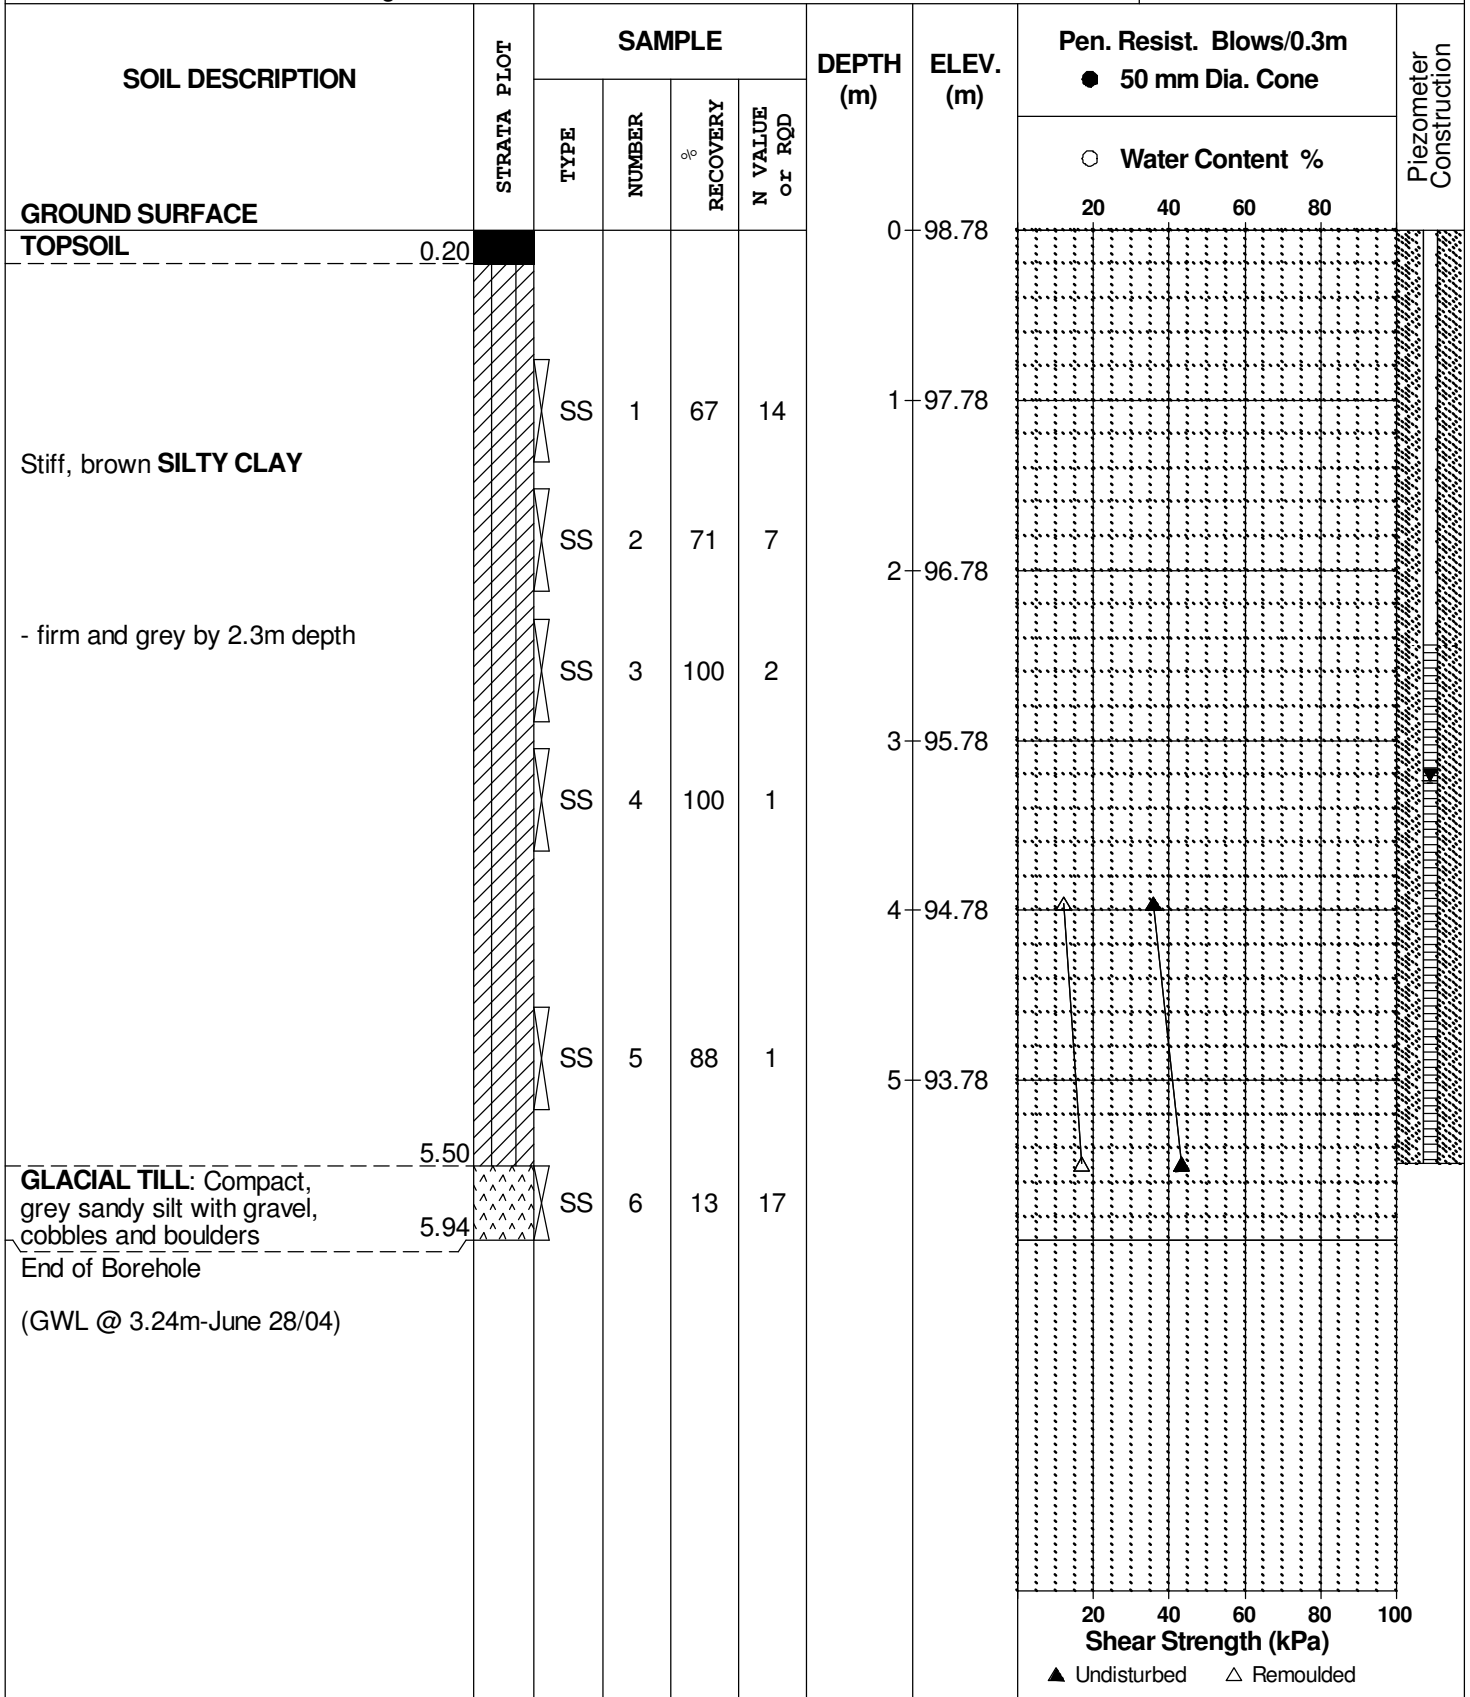 SOIL DESCRIPTION
STRATA PLOT
SAMPLE
TYPE
NUMBER
% RECOVERY
N VALUE or RQD
DEPTH (m)
ELEV. (m)
Pen. Resist. Blows/0.3m
● 50 mm Dia. Cone
○ Water Content %
20 40 60 80
Piezometer Construction
GROUND SURFACE
0 98.78
TOPSOIL 0.20
SS 1 67 14
1 97.78
Stiff, brown SILTY CLAY
SS 2 71 7
2 96.78
- firm and grey by 2.3m depth
SS 3 100 2
3 95.78
SS 4 100 1
4 94.78
SS 5 88 1
5 93.78
5.50
GLACIAL TILL: Compact,
grey sandy silt with gravel,
cobbles and boulders 5.94
SS 6 13 17
End of Borehole
(GWL @ 3.24m-June 28/04)
20 40 60 80 100
Shear Strength (kPa)
▲ Undisturbed △ Remoulded